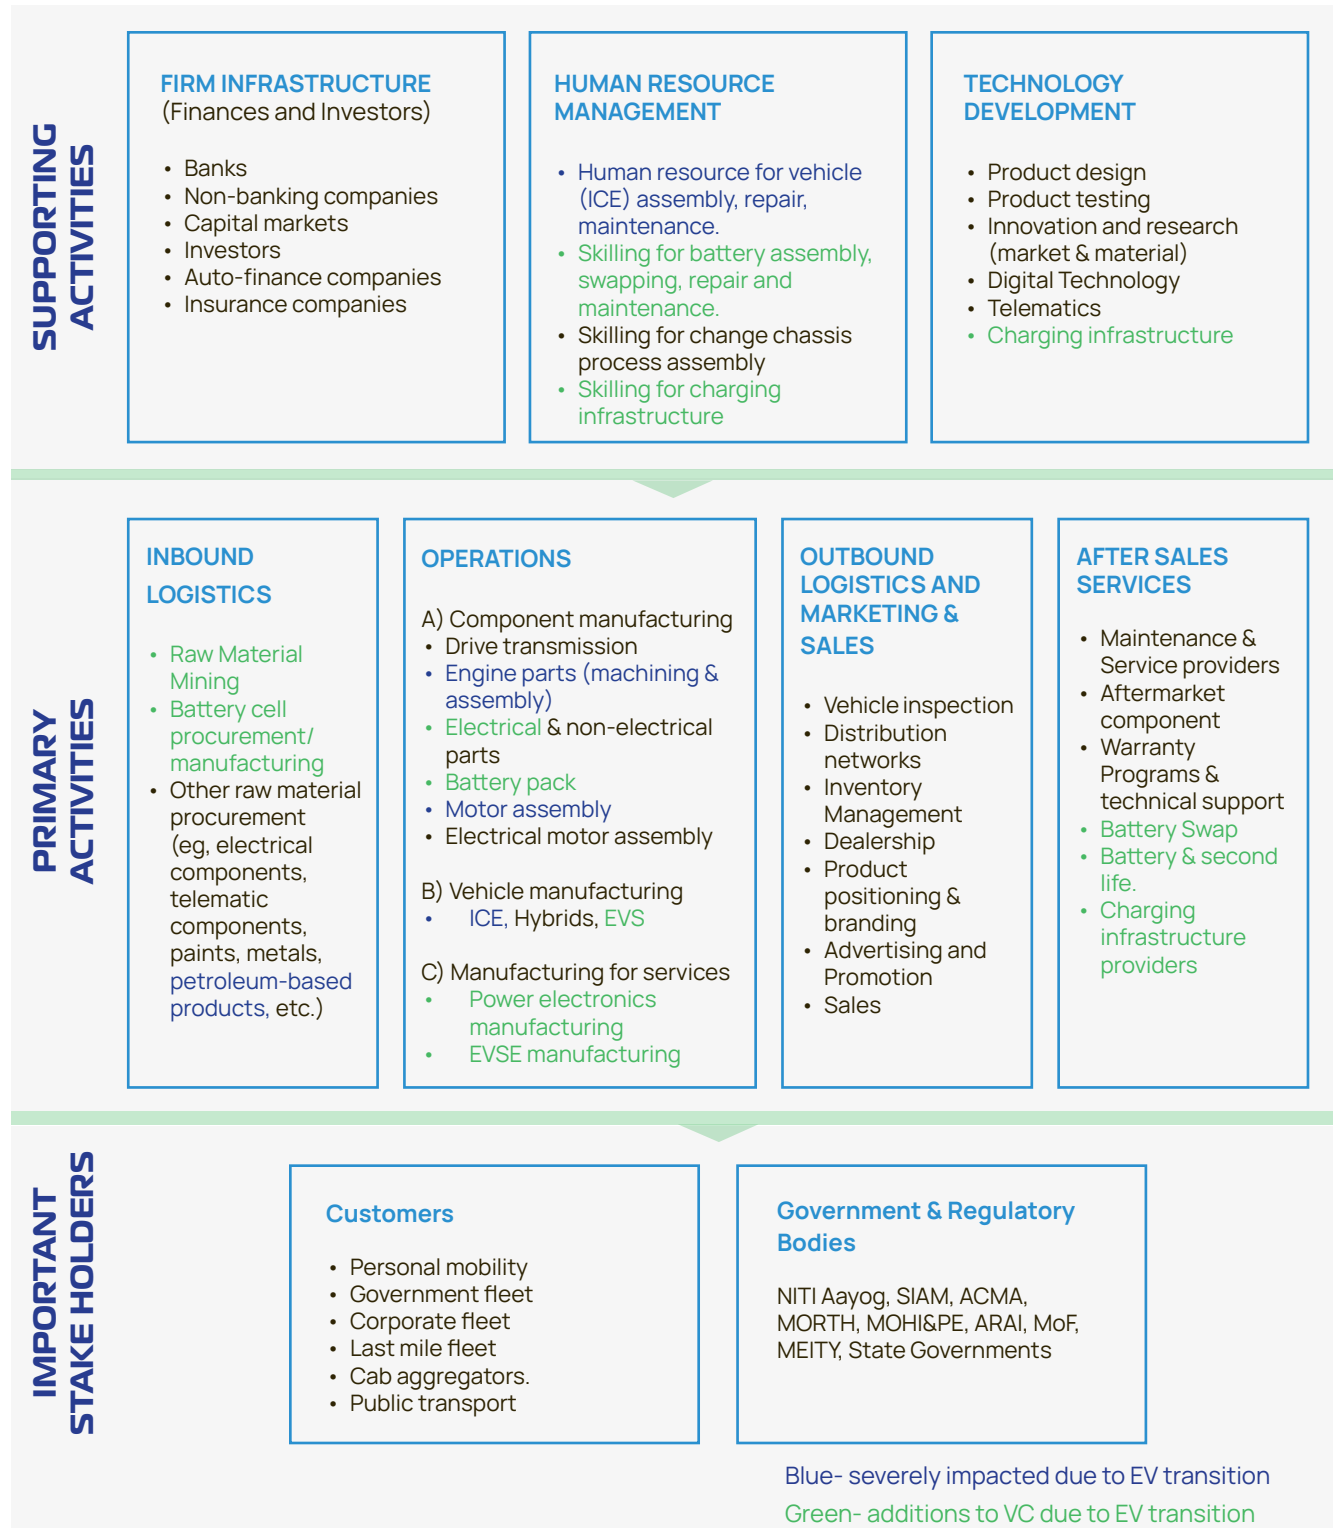 SUPPORTING
ACTIVITIES
FIRM INFRASTRUCTURE
(Finances and Investors)
• Banks
• Non-banking companies
• Capital markets
• Investors
• Auto-finance companies
• Insurance companies
HUMAN RESOURCE
MANAGEMENT
• Human resource for vehicle
(ICE) assembly, repair,
maintenance.
• Skilling for battery assembly,
swapping, repair and
maintenance.
• Skilling for change chassis
process assembly
• Skilling for charging
infrastructure
TECHNOLOGY
DEVELOPMENT
• Product design
• Product testing
• Innovation and research
(market & material)
• Digital Technology
• Telematics
• Charging infrastructure
PRIMARY
ACTIVITIES
INBOUND
LOGISTICS
• Raw Material
Mining
• Battery cell
procurement/
manufacturing
• Other raw material
procurement
(eg, electrical
components,
telematic
components,
paints, metals,
petroleum-based
products, etc.)
OPERATIONS
A) Component manufacturing
• Drive transmission
• Engine parts (machining &
assembly)
• Electrical & non-electrical
parts
• Battery pack
• Motor assembly
• Electrical motor assembly
B) Vehicle manufacturing
• ICE, Hybrids, EVS
C) Manufacturing for services
• Power electronics
manufacturing
• EVSE manufacturing
OUTBOUND
LOGISTICS AND
MARKETING &
SALES
• Vehicle inspection
• Distribution
networks
• Inventory
Management
• Dealership
• Product
positioning &
branding
• Advertising and
Promotion
• Sales
AFTER SALES
SERVICES
• Maintenance &
Service providers
• Aftermarket
component
• Warranty
Programs &
technical support
• Battery Swap
• Battery & second
life.
• Charging
infrastructure
providers
IMPORTANT
STAKE HOLDERS
Customers
• Personal mobility
• Government fleet
• Corporate fleet
• Last mile fleet
• Cab aggregators.
• Public transport
Government & Regulatory
Bodies
NITI Aayog, SIAM, ACMA,
MORTH, MOHI&PE, ARAI, MoF,
MEITY, State Governments
Blue- severely impacted due to EV transition
Green- additions to VC due to EV transition